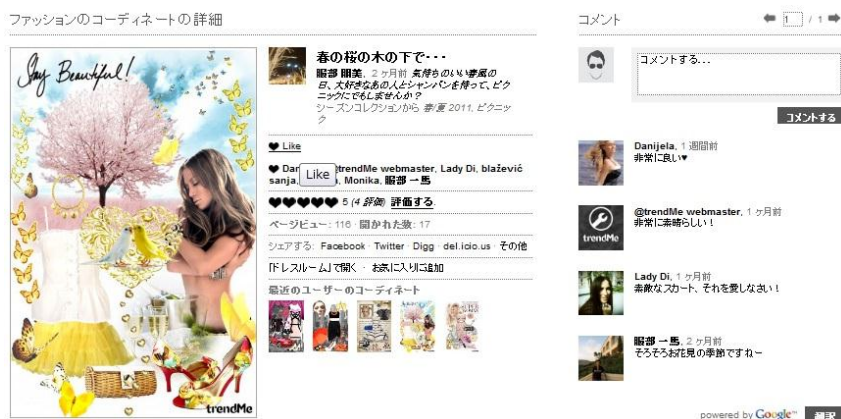 ファッションのコーディネートの詳細
Stay Beautiful!
trendMe
春の桜の木の下で・・・
服部 朋美, 2 ヶ月前 気持ちのいい春風の
日、大好きなあの人とシャンパンを持って、ピク
ニックにでもしませんか？
シーズンコレクションから 春/夏 2011, ピクニッ
ク
Like
@trendMe webmaster, Lady Di, blažević
Like
sanja, Monika, 服部 一馬
5 (4 評価) 評価する.
ページビュー: 116 · 開かれた数: 17
シェアする: Facebook · Twitter · Digg · del.icio.us · その他
「ドレスルーム」で開く · お気に入りに追加
最近のユーザーのコーディネート
コメント
1 / 1
コメントする...
コメントする
Danijela, 1 週間前
非常に良い♥
trendMe
@trendMe webmaster, 1 ヶ月前
非常に素晴らしい！
Lady Di, 1 ヶ月前
素敵なスカート、それを愛しなさい！
服部 一馬, 2 ヶ月前
そろそろお花見の季節ですねー
powered by Google™ 翻訳